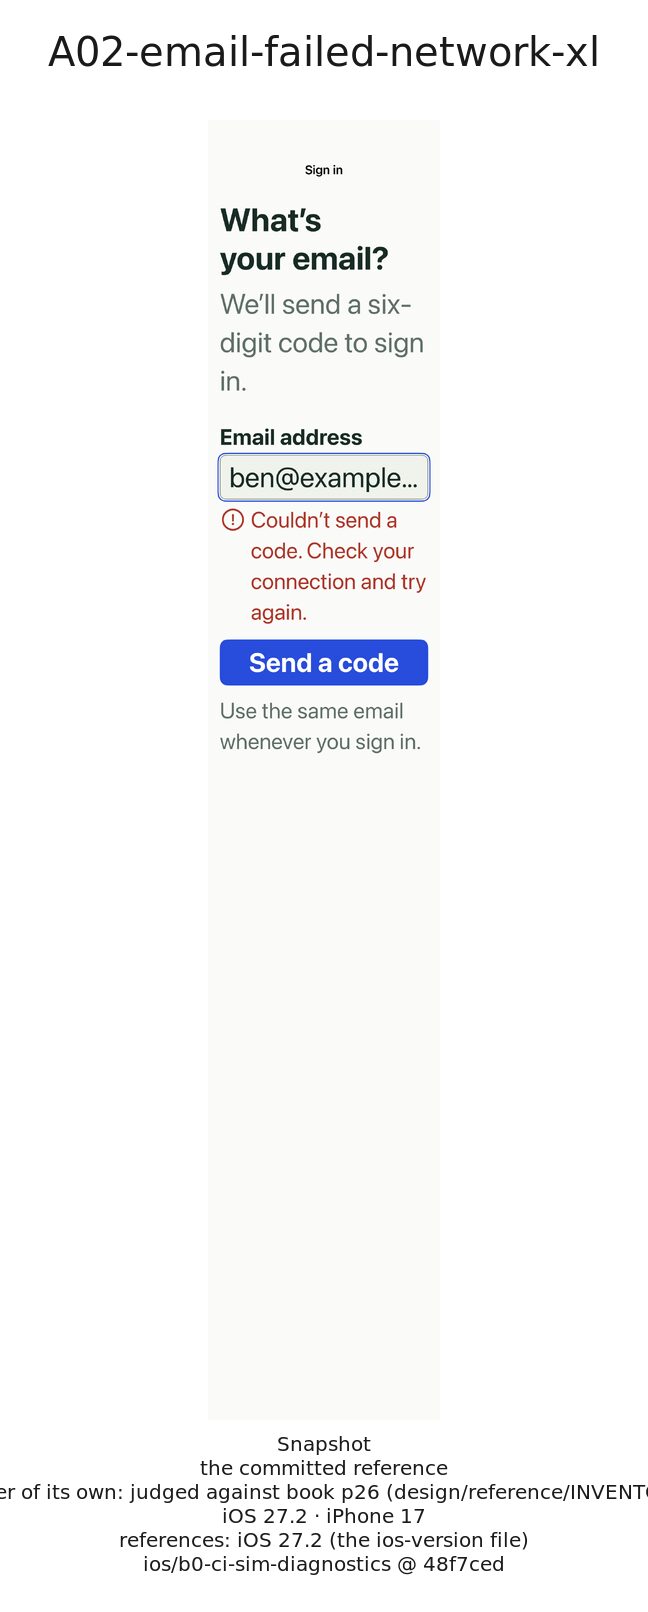 A02-email-failed-network-xl
Sign in
What’s
your email?
We’ll send a six-
digit code to sign
in.
Email address
ben@example…
Couldn’t send a
code. Check your
connection and try
again.
Send a code
Use the same email
whenever you sign in.
Snapshot
the committed reference
of its own: judged against book p26 (design/reference/
iOS 27.2 · iPhone 17
references: iOS 27.2 (the ios-version file)
ios/b0-ci-sim-diagnostics @ 48f7ced